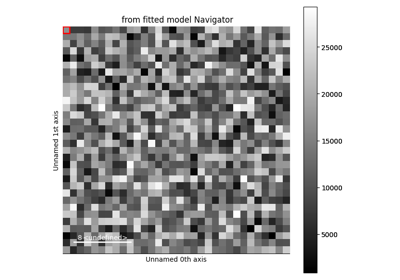 from fitted model Navigator
25000
20000
15000
10000
5000
Unnamed 1st axis
8 <undefined>
Unnamed 0th axis